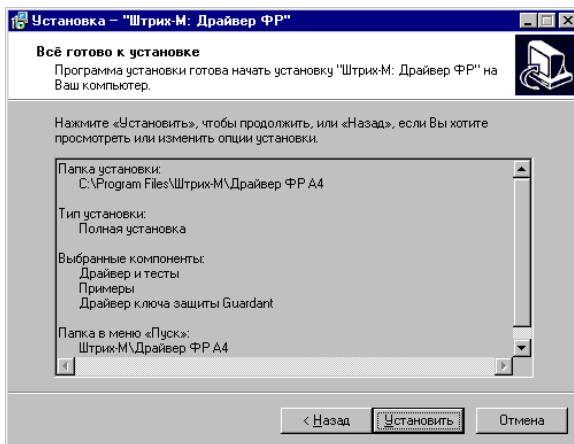 Установка – "Штрих-М: Драйвер ФР"
Всё готово к установке
Программа установки готова начать установку "Штрих-М: Драйвер ФР" на
Ваш компьютер.
Нажмите «Установить», чтобы продолжить, или «Назад», если Вы хотите
просмотреть или изменить опции установки.
Папка установки:
C:\Program Files\Штрих-М\Драйвер ФР А4
Тип установки:
Полная установка
Выбранные компоненты:
Драйвер и тесты
Примеры
Драйвер ключа защиты Guardant
Папка в меню «Пуск»:
Штрих-М\Драйвер ФР А4
< Назад
Установить
Отмена